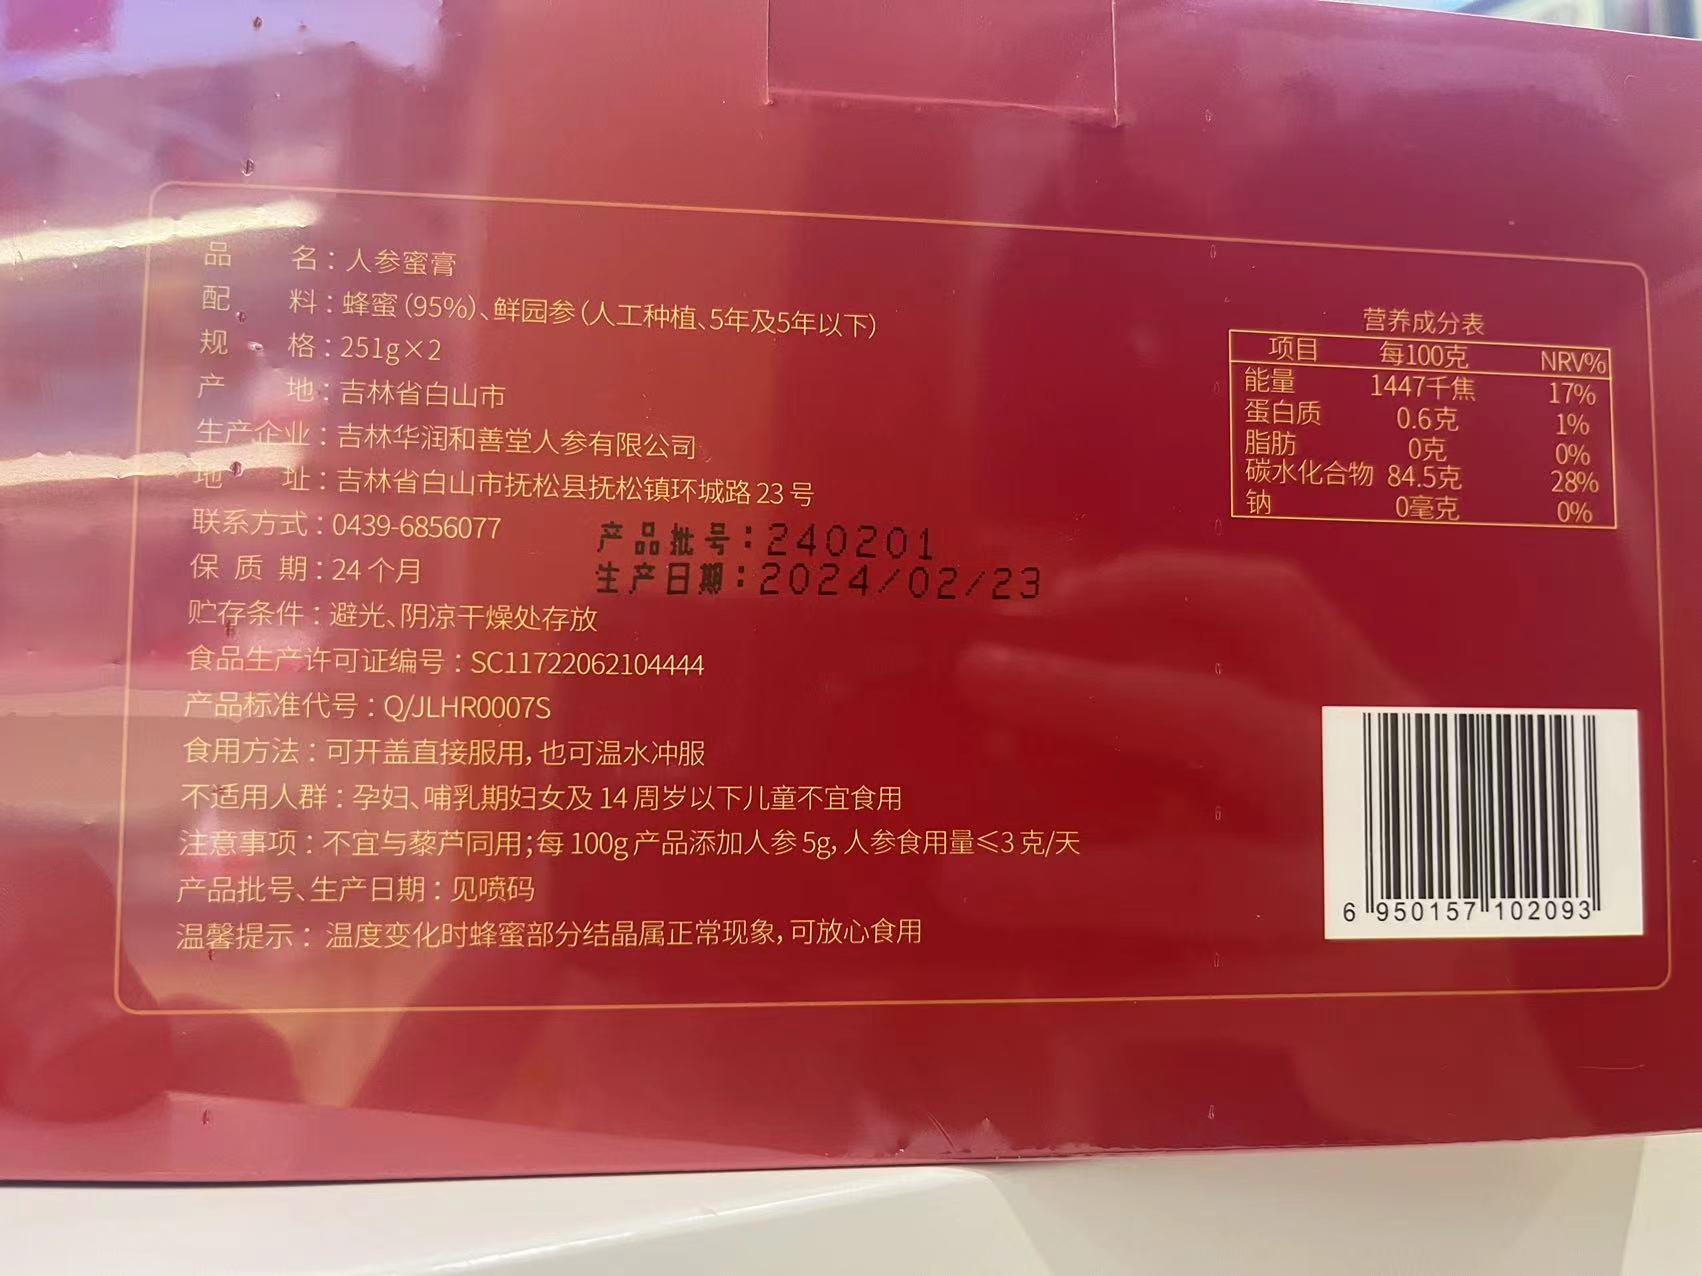 品名：人参蜜膏
配料：蜂蜜（95%）、鲜园参（人工种植、5年及5年以下）
规格：251g×2
产地：吉林省白山市
生产企业：吉林华润和善堂人参有限公司
地址：吉林省白山市抚松县抚松镇环城路23号
联系方式：0439-6856077
产品批号：240201
生产日期：2024/02/23
保质期：24个月
贮存条件：避光、阴凉干燥处存放
食品生产许可证编号：SC11722062104444
产品标准代号：Q/JLHR0007S
食用方法：可开盖直接服用，也可温水冲服
不适用人群：孕妇、哺乳期妇女及14周岁以下儿童不宜食用
注意事项：不宜与藜芦同用；每100g产品添加人参5g，人参食用量≤3克/天
产品批号、生产日期：见喷码
温馨提示：温度变化时蜂蜜部分结晶属正常现象，可放心食用
营养成分表
项目 每100克 NRV%
能量 1447千焦 17%
蛋白质 0.6克 1%
脂肪 0克 0%
碳水化合物 84.5克 28%
钠 0毫克 0%
6 950157 102093